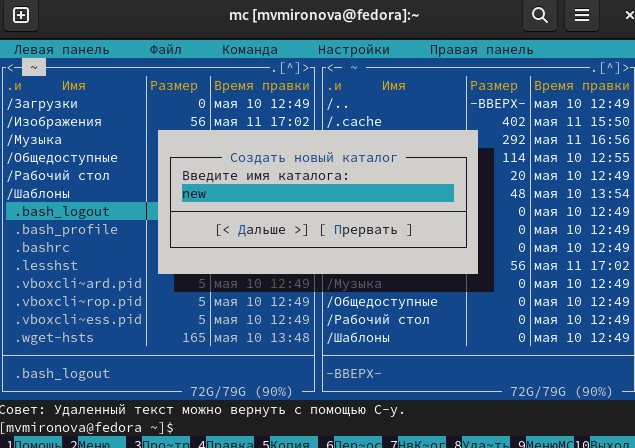 mc [mvmironova@fedora]:~
Левая панель Файл Команда Настройки Правая панель
<— ~ .[^]> <— ~ .[^]>
.и Имя Размер Время правки .и Имя Размер Время правки
/Загрузки 0 мая 10 12:49 /.. -ВВЕРХ- мая 10 12:49
/Изображения 56 мая 11 17:02 /.cache 402 мая 11 15:50
/Музыка 292 мая 11 16:56
/Общедоступные Создать новый каталог 114 мая 10 12:55
/Рабочий стол Введите имя каталога: 20 мая 10 12:49
/Шаблоны new 48 мая 10 13:54
.bash_logout 0 мая 10 12:49
.bash_profile [< Дальше >] [ Прервать ] 0 мая 10 12:49
.bashrc 0 мая 10 12:49
.lesshst 56 мая 11 17:02
.vboxcli~ard.pid 5 мая 10 12:49 /Музыка 0 мая 10 12:49
.vboxcli~rop.pid 5 мая 10 12:49 /Общедоступные 0 мая 10 12:49
.vboxcli~ess.pid 5 мая 10 12:49 /Рабочий стол 0 мая 10 12:49
.wget-hsts 165 мая 10 13:48 /Шаблоны 0 мая 10 12:49
.bash_logout -ВВЕРХ-
72G/79G (90%) 72G/79G (90%)
Совет: Удаленный текст можно вернуть с помощью C-y.
[mvmironova@fedora ~]$
1Помощь 2Меню 3Про~тр 4Правка 5Копия 6Пер~ос 7НвК~ог 8Уда~ть 9МенюМС 10Выход